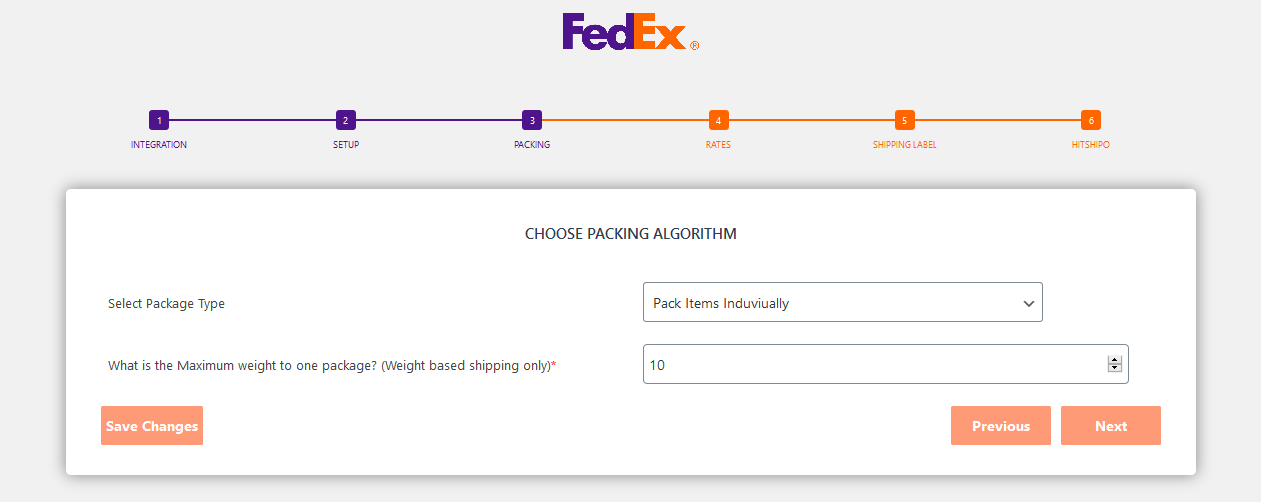 FedEx®
1 2 3 4 5 6
INTEGRATION SETUP PACKING RATES SHIPPING LABEL HITSHIPO
CHOOSE PACKING ALGORITHM
Select Package Type Pack Items Induviually
What is the Maximum weight to one package? (Weight based shipping only)* 10
Save Changes Previous Next